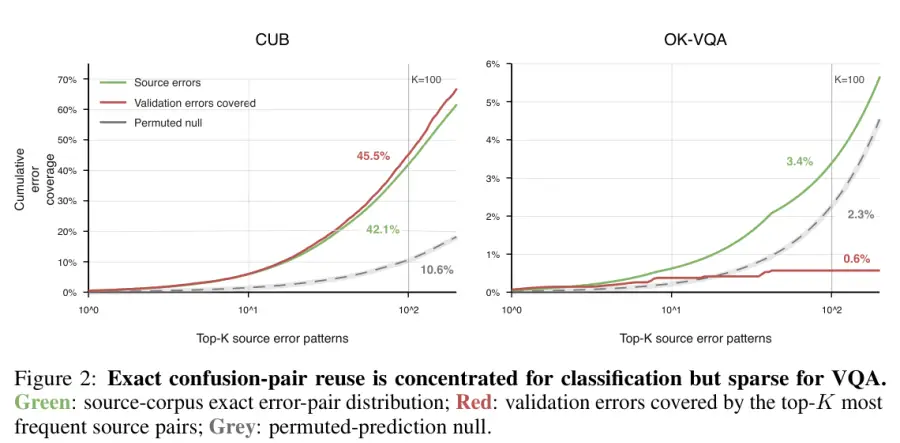 CUB
70%
60%
50%
40%
30%
20%
10%
0%
Cumulative
error
coverage
Source errors
Validation errors covered
Permuted null
K=100
45.5%
42.1%
10.6%
10^0
10^1
10^2
Top-K source error patterns
OK-VQA
6%
5%
4%
3%
2%
1%
0%
K=100
3.4%
2.3%
0.6%
10^0
10^1
10^2
Top-K source error patterns
Figure 2: Exact confusion-pair reuse is concentrated for classification but sparse for VQA.
Green: source-corpus exact error-pair distribution; Red: validation errors covered by the top-K most
frequent source pairs; Grey: permuted-prediction null.